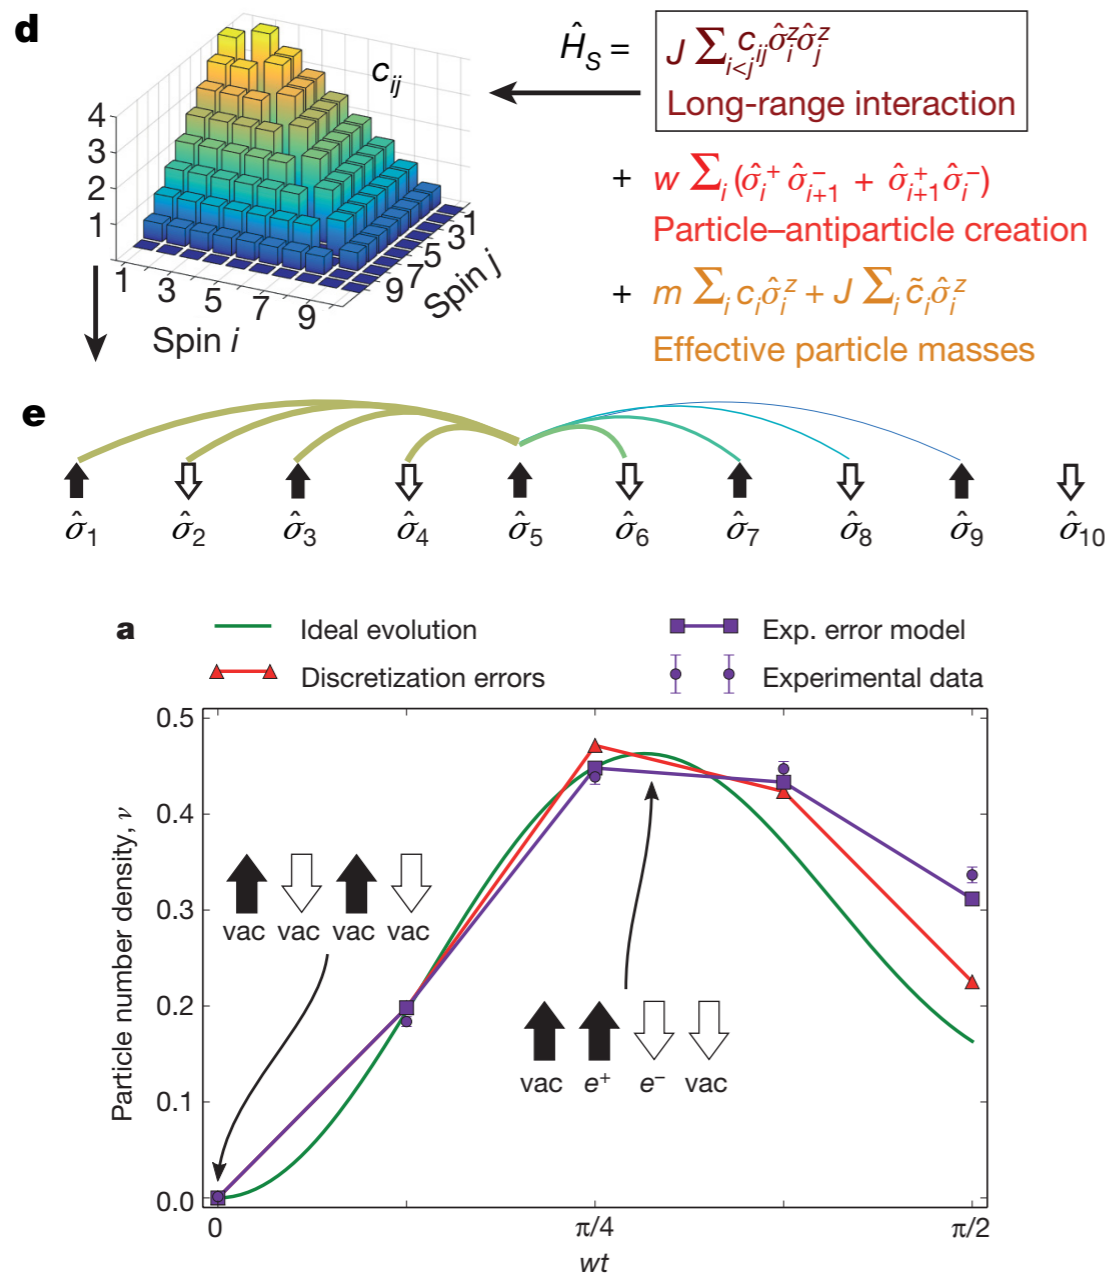 d
Ĥ_S = J Σ_{i<j} c_{ij} σ̂_i^z σ̂_j^z
Long-range interaction
c_{ij}
4
3
2
1
1 3 5 7 9
Spin i
9 7 5 3 1
Spin j
+ w Σ_i (σ̂_i^+ σ̂_{i+1}^- + σ̂_{i+1}^+ σ̂_i^-)
Particle–antiparticle creation
+ m Σ_i c_i σ̂_i^z + J Σ_i c̃_i σ̂_i^z
Effective particle masses
e
σ̂_1 σ̂_2 σ̂_3 σ̂_4 σ̂_5 σ̂_6 σ̂_7 σ̂_8 σ̂_9 σ̂_10
a
Ideal evolution
Discretization errors
Exp. error model
Experimental data
Particle number density, ν
0.5
0.4
0.3
0.2
0.1
0.0
vac vac vac vac
vac e⁺ e⁻ vac
0 π/4 π/2
wt